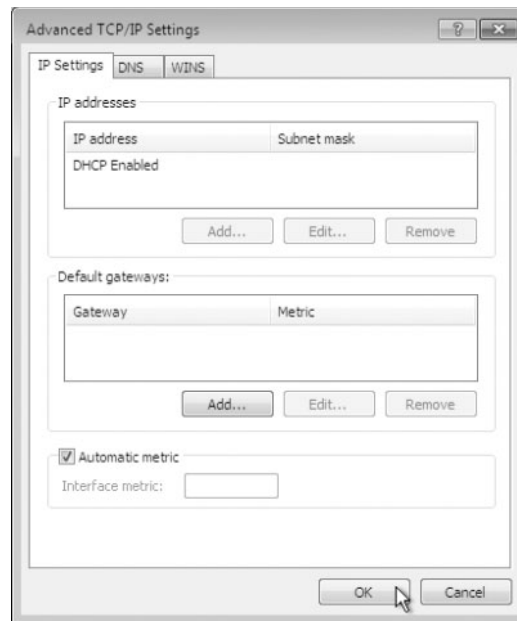 Advanced TCP/IP Settings
IP Settings DNS WINS
IP addresses
IP address Subnet mask
DHCP Enabled
Add... Edit... Remove
Default gateways:
Gateway Metric
Add... Edit... Remove
Automatic metric
Interface metric:
OK Cancel